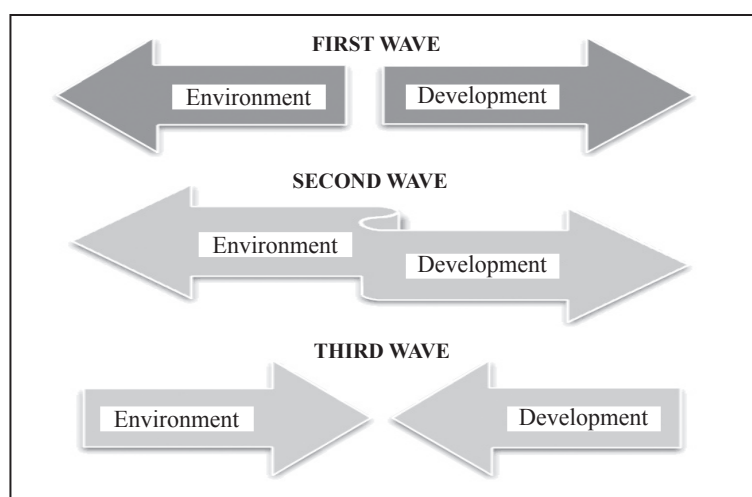 FIRST WAVE
Environment Development
SECOND WAVE
Environment
Development
THIRD WAVE
Environment Development